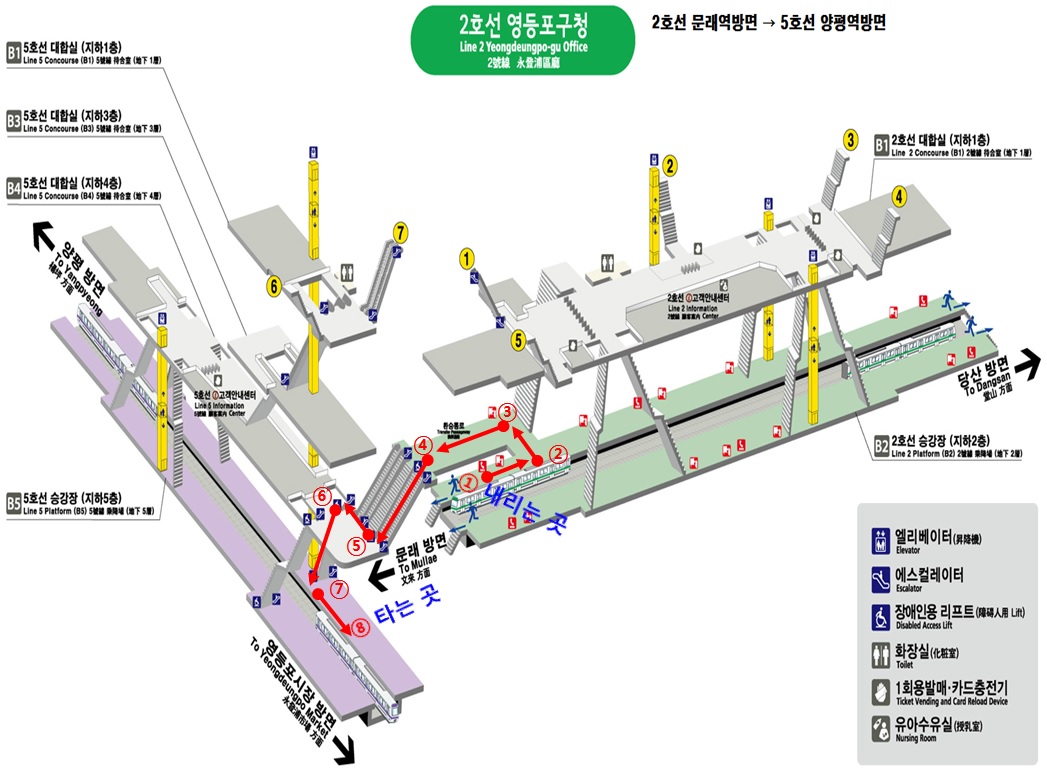 2호선 영등포구청
Line 2 Yeongdeungpo-gu Office
2號線 永登浦區廳
2호선 문래역방면 → 5호선 양평역방면
B1 5호선 대합실 (지하1층)
Line 5 Concourse (B1) 5號線 待合室 (地下 1層)
B3 5호선 대합실 (지하3층)
Line 5 Concourse (B3) 5號線 待合室 (地下 3層)
B4 5호선 대합실 (지하4층)
Line 5 Concourse (B4) 5號線 待合室 (地下 4層)
B1 2호선 대합실 (지하1층)
Line 2 Concourse (B1) 2號線 待合室 (地下 1層)
1
2
3
4
5
6
7
양평 방면
To Yangpyeong
2호선 고객안내센터
Line 2 Information
2號線 顧客案內 Center
5호선 고객안내센터
Line 5 Information
5號線 顧客案內 Center
당산 방면
To Dangsan
堂山 方面
환승통로
Transfer Passageway
B2 2호선 승강장 (지하2층)
Line 2 Platform (B2) 2號線 乘降場 (地下 2層)
B5 5호선 승강장 (지하5층)
Line 5 Platform (B5) 5號線 乘降場 (地下 5層)
①
②
③
④
⑤
⑥
⑦
⑧
내리는 곳
타는 곳
문래 방면
To Mullae
文來 方面
영등포시장 방면
To Yeongdeungpo Market
永登浦市場 方面
엘리베이터(昇降機)
Elevator
에스컬레이터
Escalator
장애인용 리프트(障碍人用 Lift)
Disabled Access Lift
화장실(化粧室)
Toilet
1회용발매·카드충전기
Ticket Vending and Card Reload Device
유아수유실(授乳室)
Nursing Room